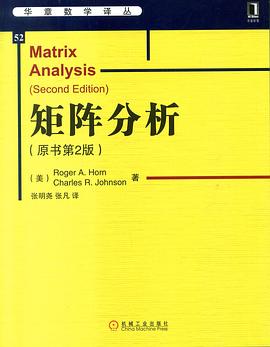 华章数学译丛
52
Matrix
Analysis
(Second Edition)
矩阵分析
(原书第2版)
(美) Roger A. Horn
Charles R. Johnson 著
张明尧 张凡 译
机械工业出版社
China Machine Press